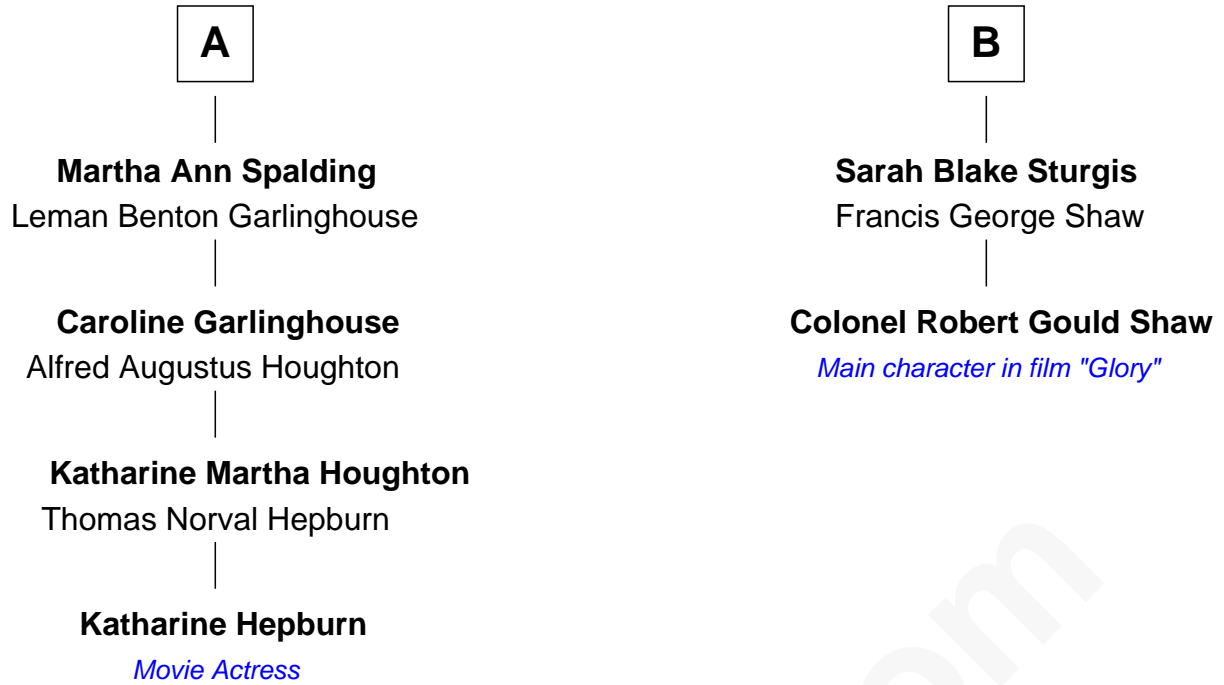 A
Martha Ann Spalding
Leman Benton Garlinghouse
Caroline Garlinghouse
Alfred Augustus Houghton
Katharine Martha Houghton
Thomas Norval Hepburn
Katharine Hepburn
Movie Actress
B
Sarah Blake Sturgis
Francis George Shaw
Colonel Robert Gould Shaw
Main character in film "Glory"
om